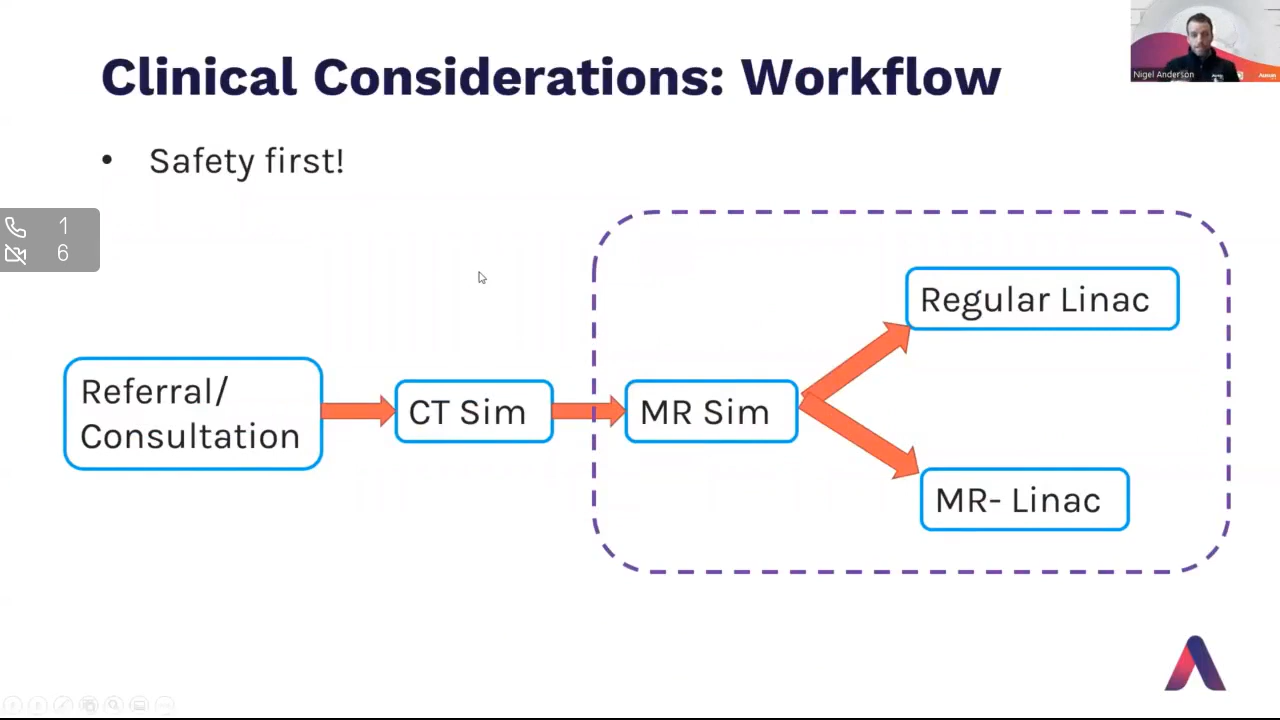 Clinical Considerations: Workflow
Nigel Anderson
• Safety first!
1
6
Regular Linac
Referral/
Consultation
CT Sim
MR Sim
MR- Linac